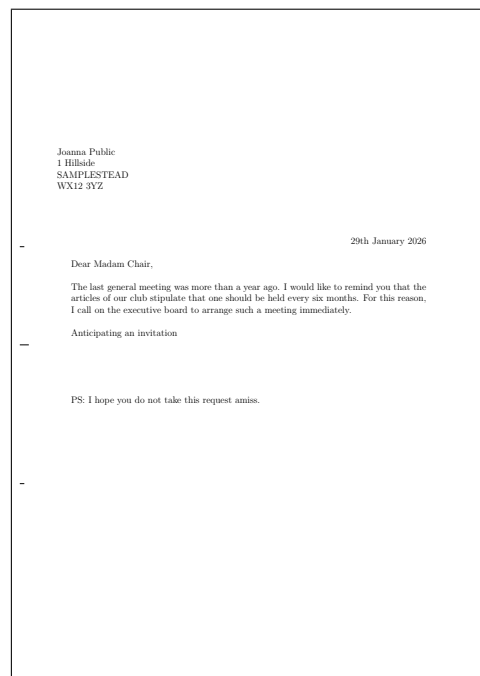 Joanna Public
1 Hillside
SAMPLESTEAD
WX12 3YZ
29th January 2026
Dear Madam Chair,
The last general meeting was more than a year ago. I would like to remind you that the
articles of our club stipulate that one should be held every six months. For this reason,
I call on the executive board to arrange such a meeting immediately.
Anticipating an invitation
PS: I hope you do not take this request amiss.